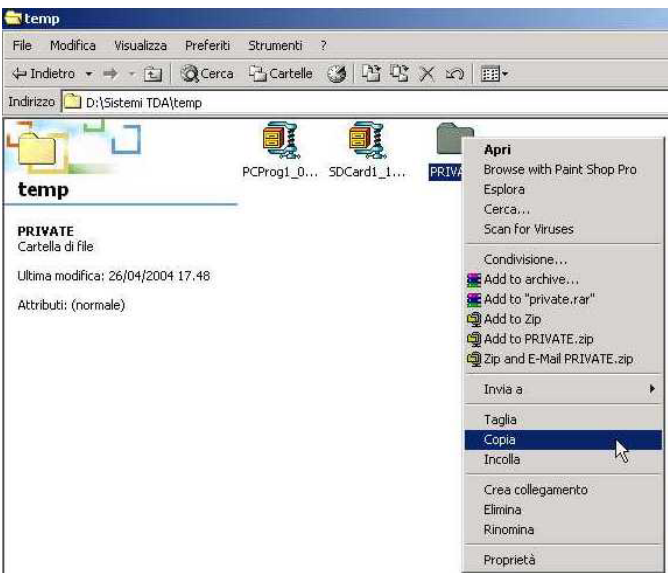 temp
File Modifica Visualizza Preferiti Strumenti ?
Indietro Cerca Cartelle
Indirizzo D:\Sistemi TDA\temp
PCProg1_0... SDCard1_1... PRIVA
temp
PRIVATE
Cartella di file
Ultima modifica: 26/04/2004 17.48
Attributi: (normale)
Apri
Browse with Paint Shop Pro
Esplora
Cerca...
Scan for Viruses
Condivisione...
Add to archive...
Add to "private.rar"
Add to Zip
Add to PRIVATE.zip
Zip and E-Mail PRIVATE.zip
Invia a
Taglia
Copia
Incolla
Crea collegamento
Elimina
Rinomina
Proprietà